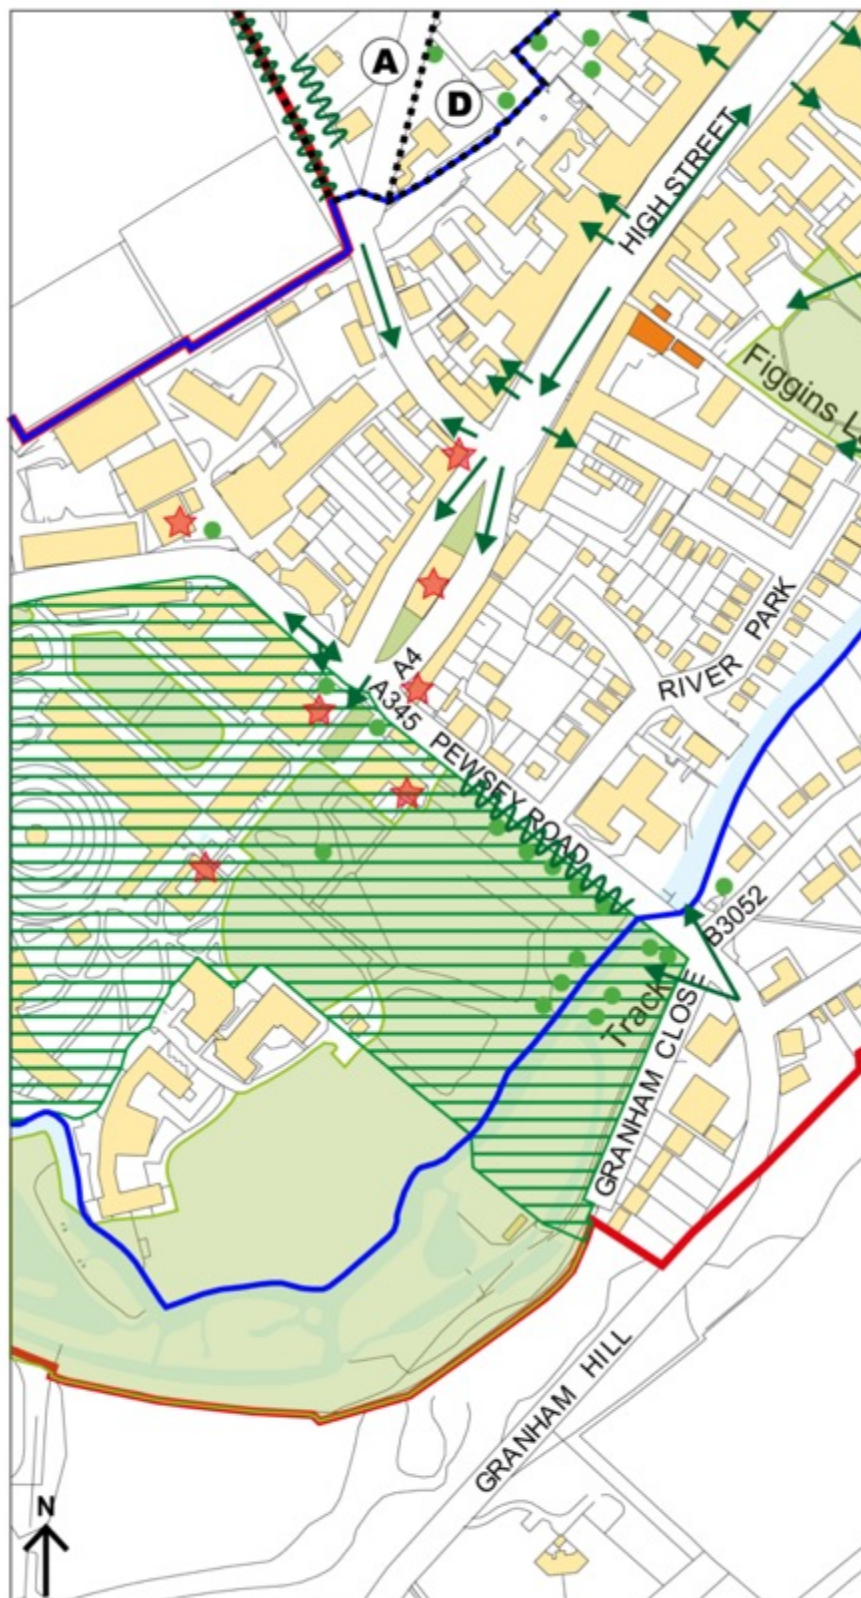 A
D
HIGH STREET
Figgins L
RIVER PARK
A4
A345
PEWSEY ROAD
B3052
Track
GRANHAM CLOSE
GRANHAM HILL
N